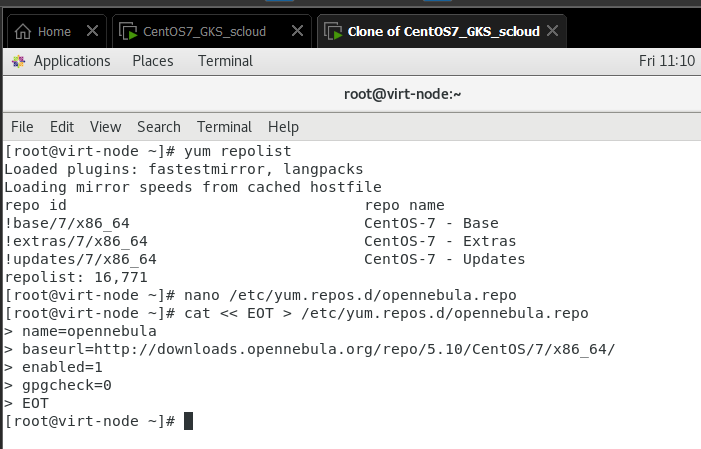 Home CentOS7_GKS_scloud Clone of CentOS7_GKS_scloud
Applications Places Terminal Fri 11:10
root@virt-node:~
File Edit View Search Terminal Help
[root@virt-node ~]# yum repolist
Loaded plugins: fastestmirror, langpacks
Loading mirror speeds from cached hostfile
repo id repo name
!base/7/x86_64 CentOS-7 - Base
!extras/7/x86_64 CentOS-7 - Extras
!updates/7/x86_64 CentOS-7 - Updates
repolist: 16,771
[root@virt-node ~]# nano /etc/yum.repos.d/opennebula.repo
[root@virt-node ~]# cat << EOT > /etc/yum.repos.d/opennebula.repo
> name=opennebula
> baseurl=http://downloads.opennebula.org/repo/5.10/CentOS/7/x86_64/
> enabled=1
> gpgcheck=0
> EOT
[root@virt-node ~]#